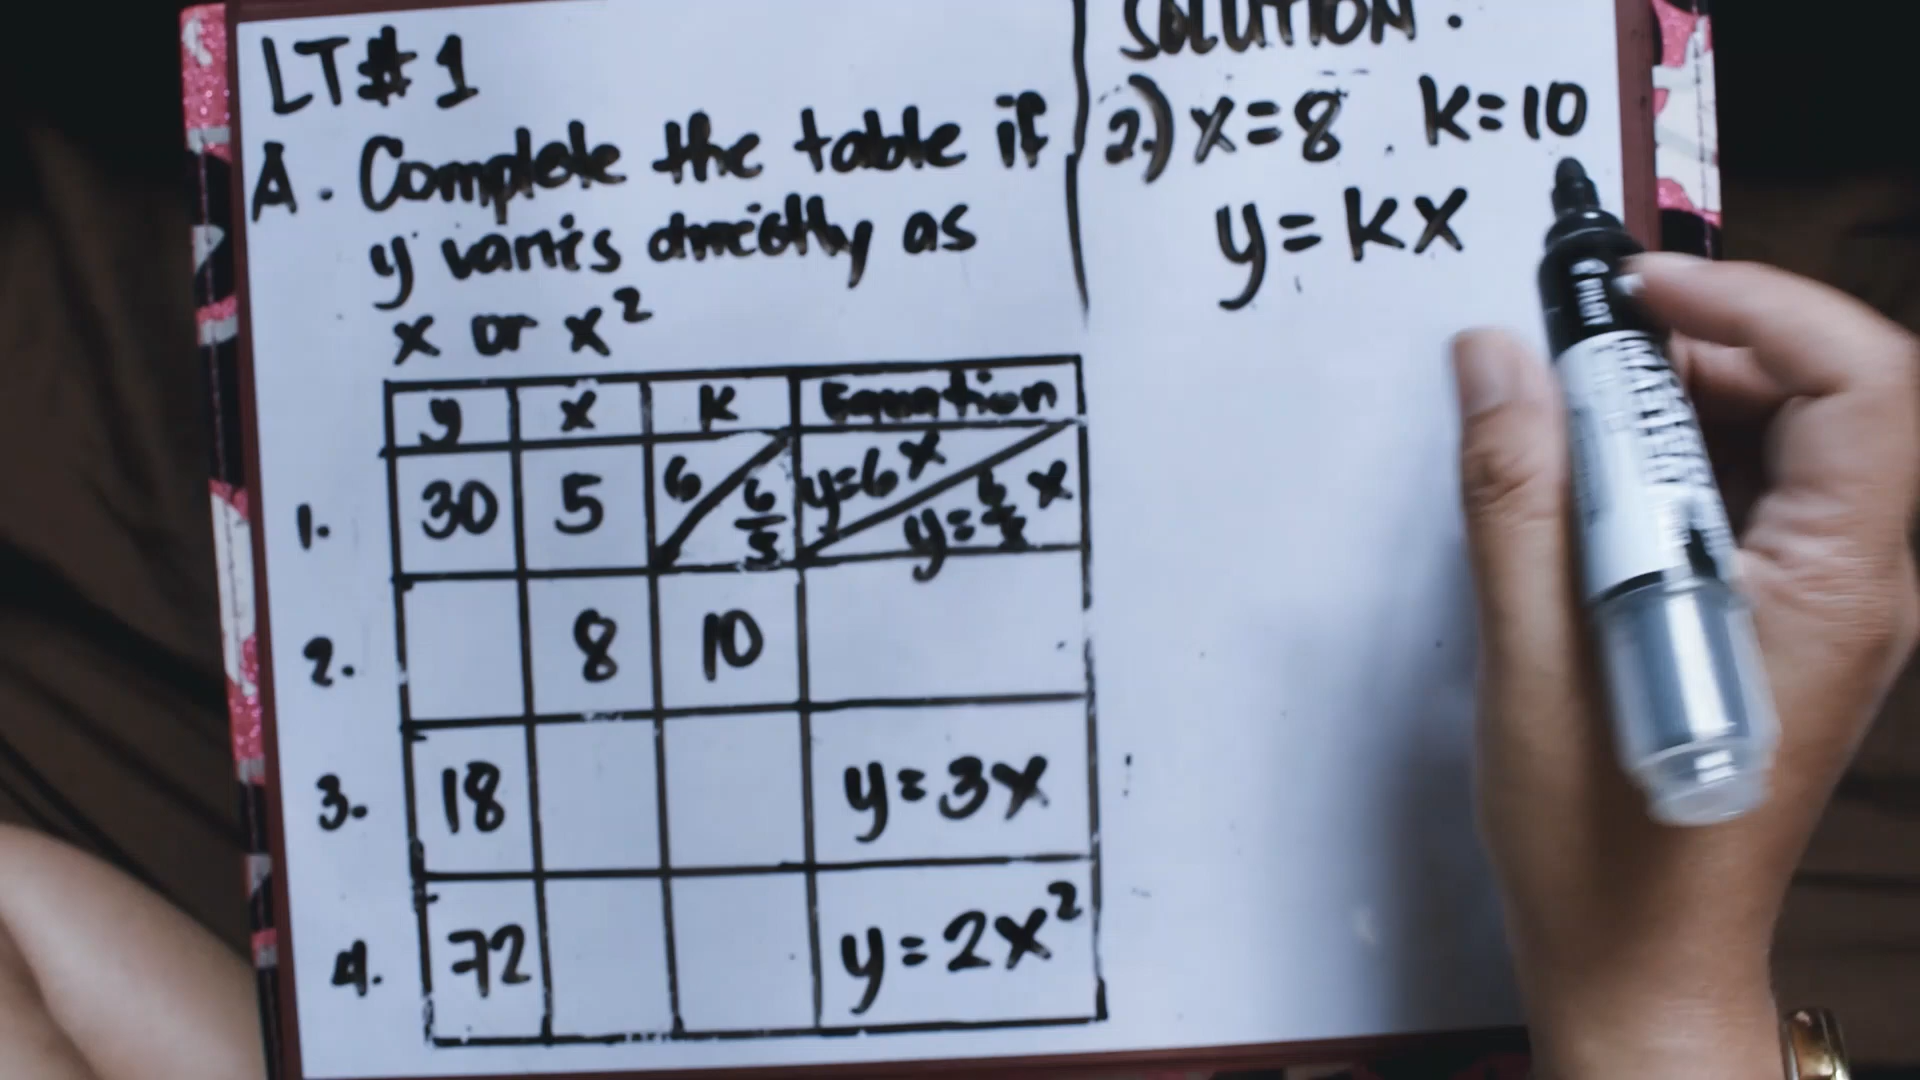 LT#1
A. Complete the table if
y varies directly as
x or x²
y x k Equation
1. 30 5 6 6/5 y=6x y=6/5x
2. 8 10
3. 18 y=3x
4. 72 y=2x²
SOLUTION:
2.) x=8 k=10
y=kx
PILOT